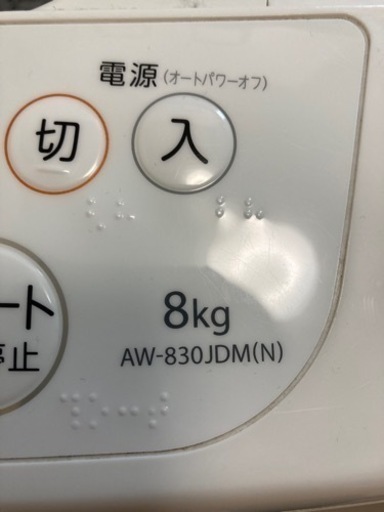 電源 (オートパワーオフ)
切 入
ート
停止
8kg
AW-830JDM(N)